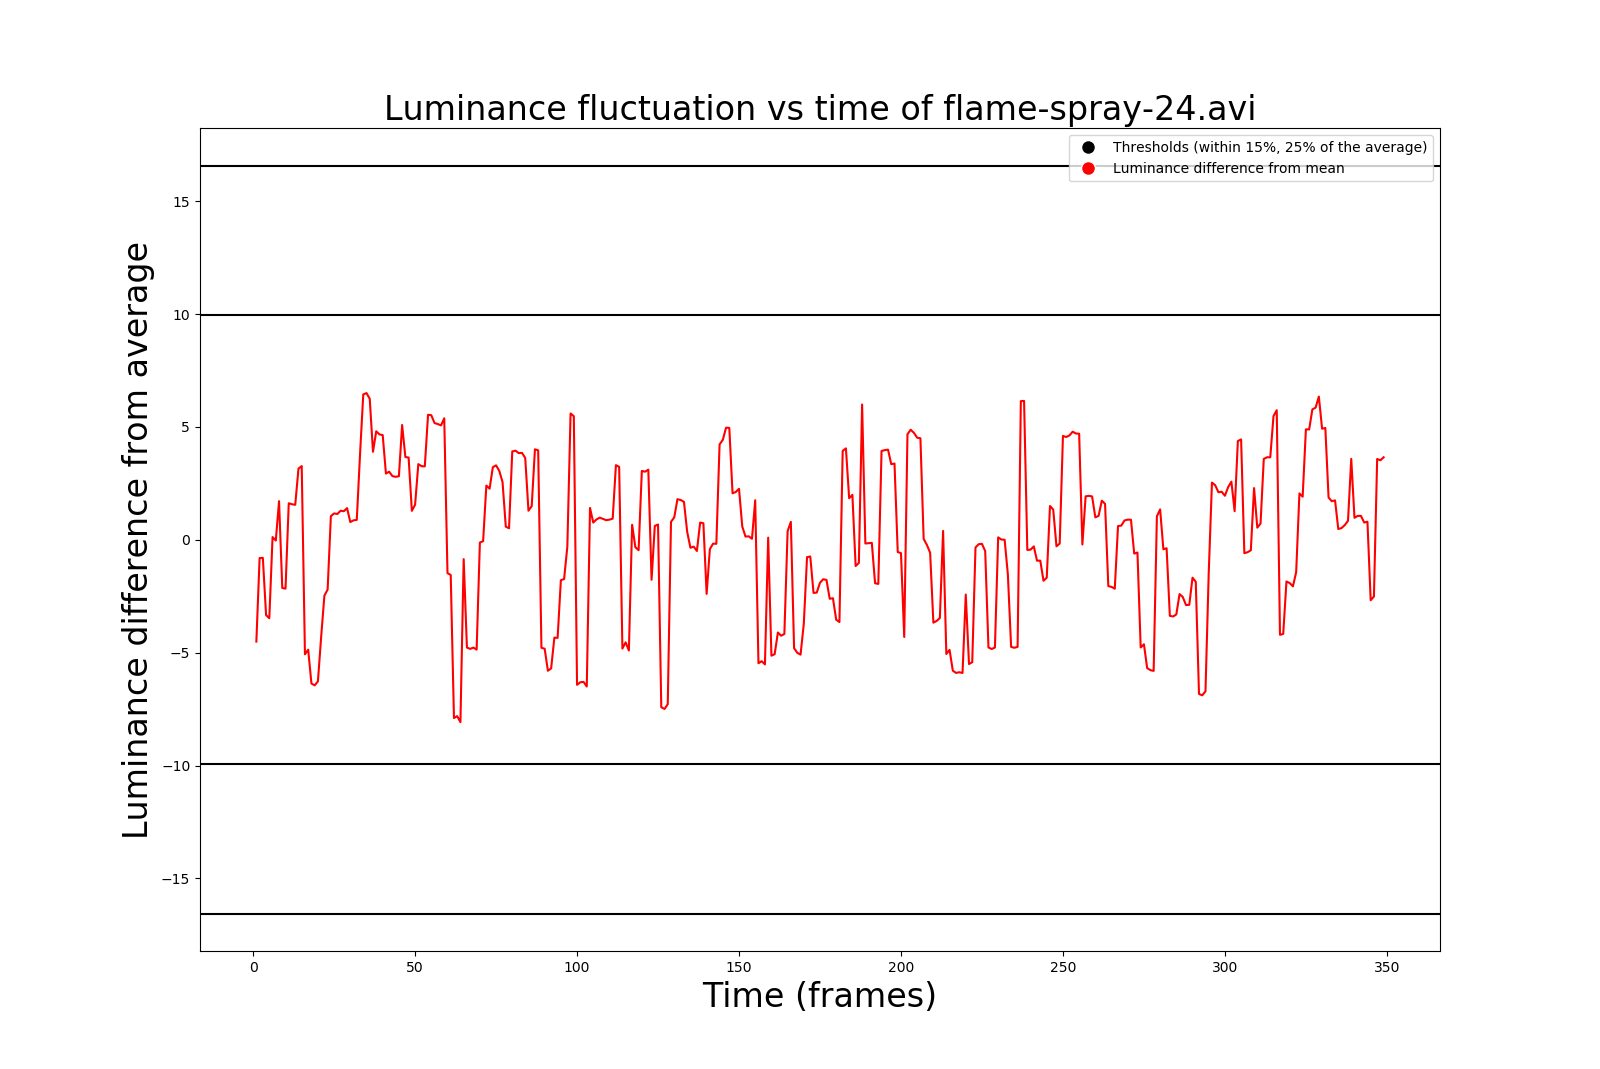 Luminance fluctuation vs time of flame-spray-24.avi
Thresholds (within 15%, 25% of the average)
Luminance difference from mean
Luminance difference from average
15
10
5
0
−5
−10
−15
0 50 100 150 200 250 300 350
Time (frames)